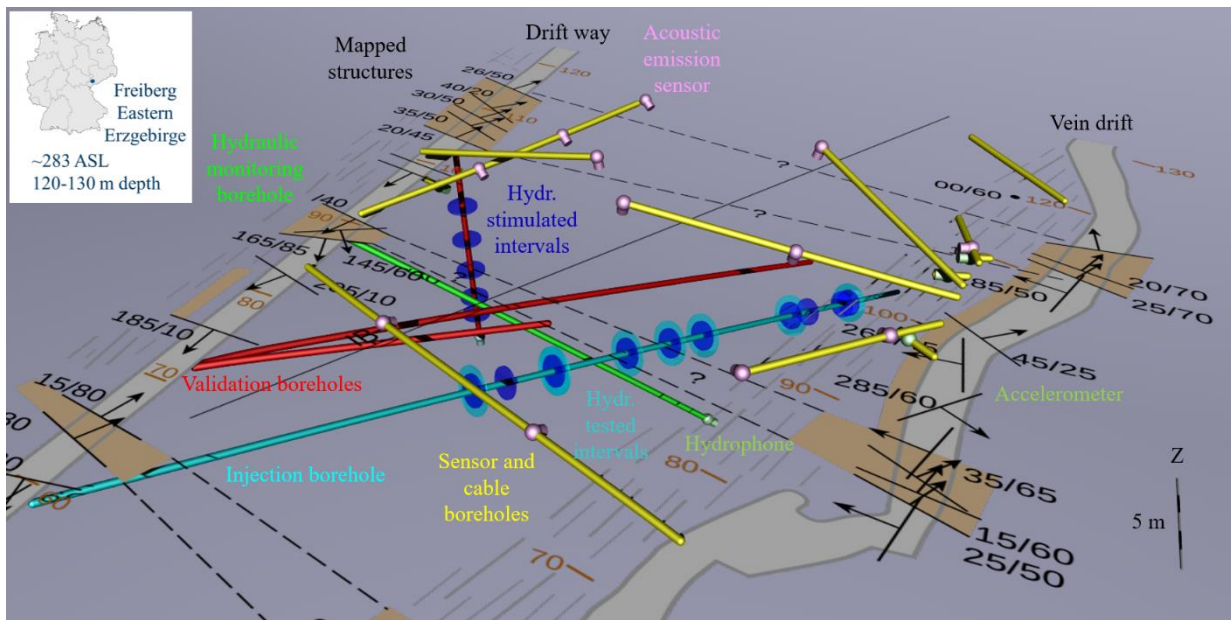 Freiberg
Eastern
Erzgebirge
~283 ASL
120-130 m depth
Mapped
structures
Drift way
Acoustic
emission
sensor
Vein drift
Hydraulic
monitoring
borehole
Hydr.
stimulated
intervals
Validation boreholes
Injection borehole
Sensor and
cable
boreholes
Hydr.
tested
intervals
Hydrophone
Accelerometer
Z
5 m
26/50
40/20
30/50
35/50
20/45
120
110
/40
90
165/85
145/60
205/10
80
185/10
70
15/80
80
?
?
?
00/60
120
130
20/70
25/70
85/50
100
45/25
90
285/60
80
35/65
15/60
25/50
70